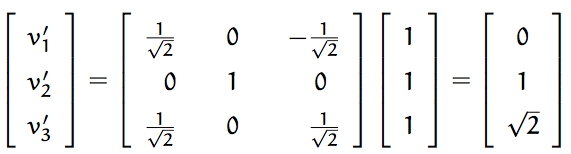 [ v′₁ ] = [ 1/√2 0 −1/√2 ] [ 1 ] = [ 0 ]
[ v′₂ ] [ 0 1 0 ] [ 1 ] [ 1 ]
[ v′₃ ] [ 1/√2 0 1/√2 ] [ 1 ] [ √2 ]